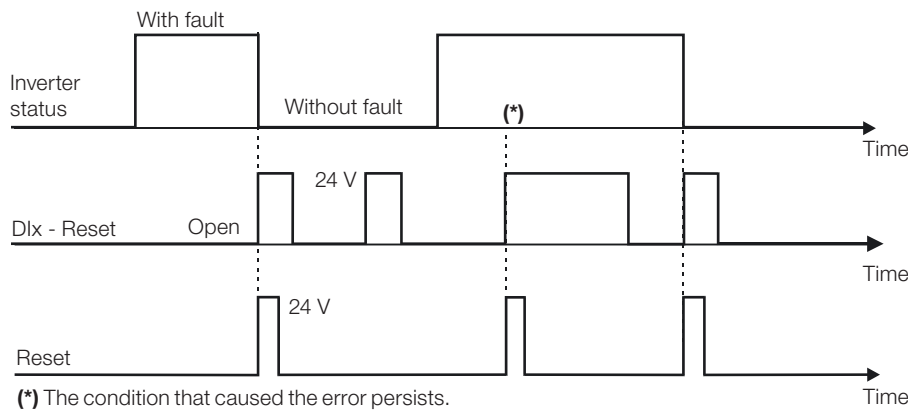 With fault
Inverter
status
Without fault
(*)
Time
24 V
DIx - Reset
Open
Time
24 V
Reset
Time
(*) The condition that caused the error persists.